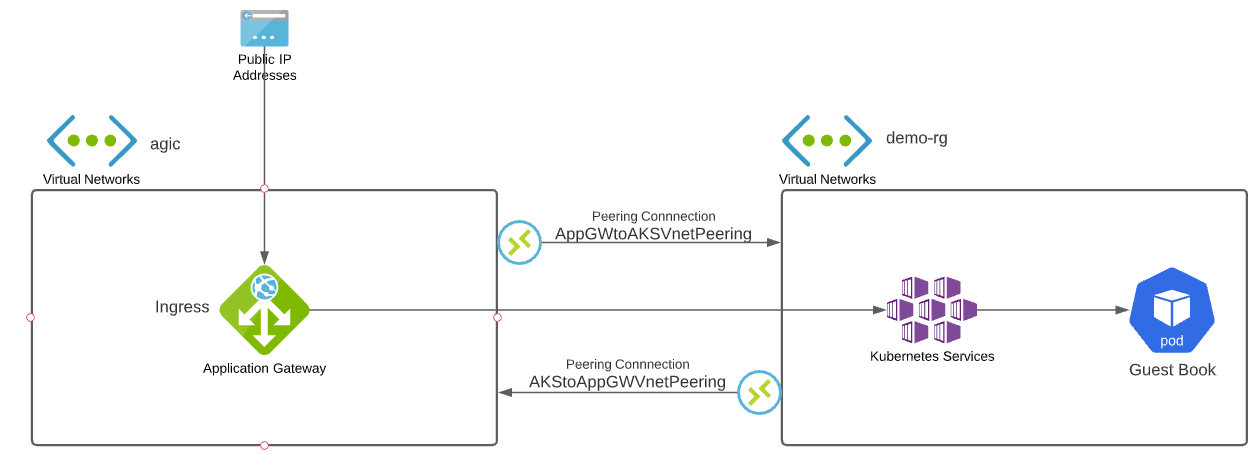 Public IP
Addresses
agic
Virtual Networks
demo-rg
Virtual Networks
Peering Connnection
AppGWtoAKSVnetPeering
Ingress
Application Gateway
Kubernetes Services
pod
Guest Book
Peering Connnection
AKStoAppGWVnetPeering